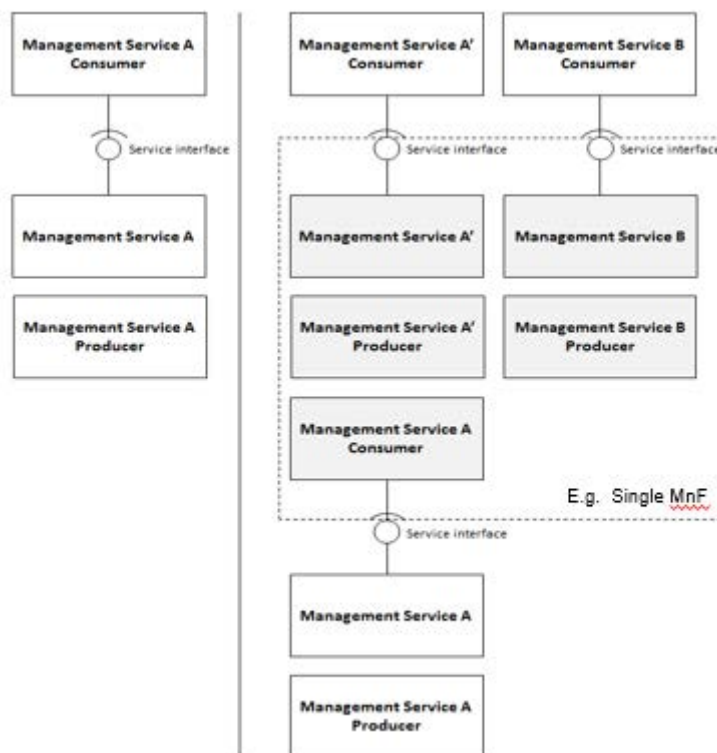 Management Service A
Consumer
Service interface
Management Service A
Management Service A
Producer
Management Service A'
Consumer
Management Service B
Consumer
Service interface
Service interface
Management Service A'
Management Service B
Management Service A'
Producer
Management Service B
Producer
Management Service A
Consumer
E.g. Single MnF
Service interface
Management Service A
Management Service A
Producer